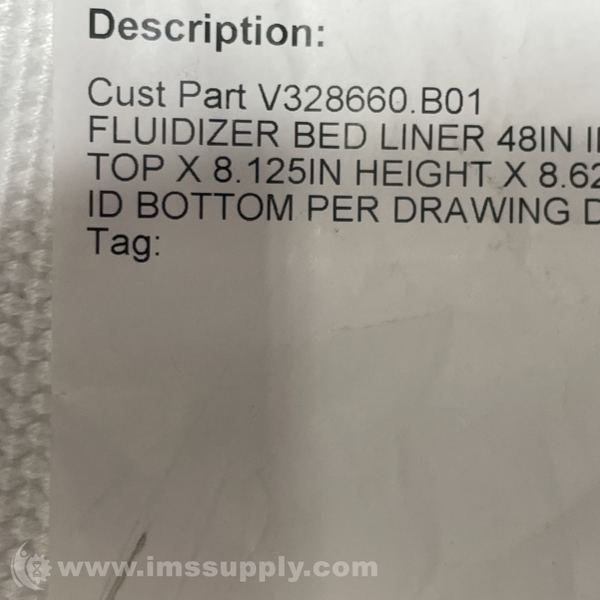 Description:
Cust Part V328660.B01
FLUIDIZER BED LINER 48IN
TOP X 8.125IN HEIGHT X
ID BOTTOM PER DRAWING
Tag:
www.imssupply.com